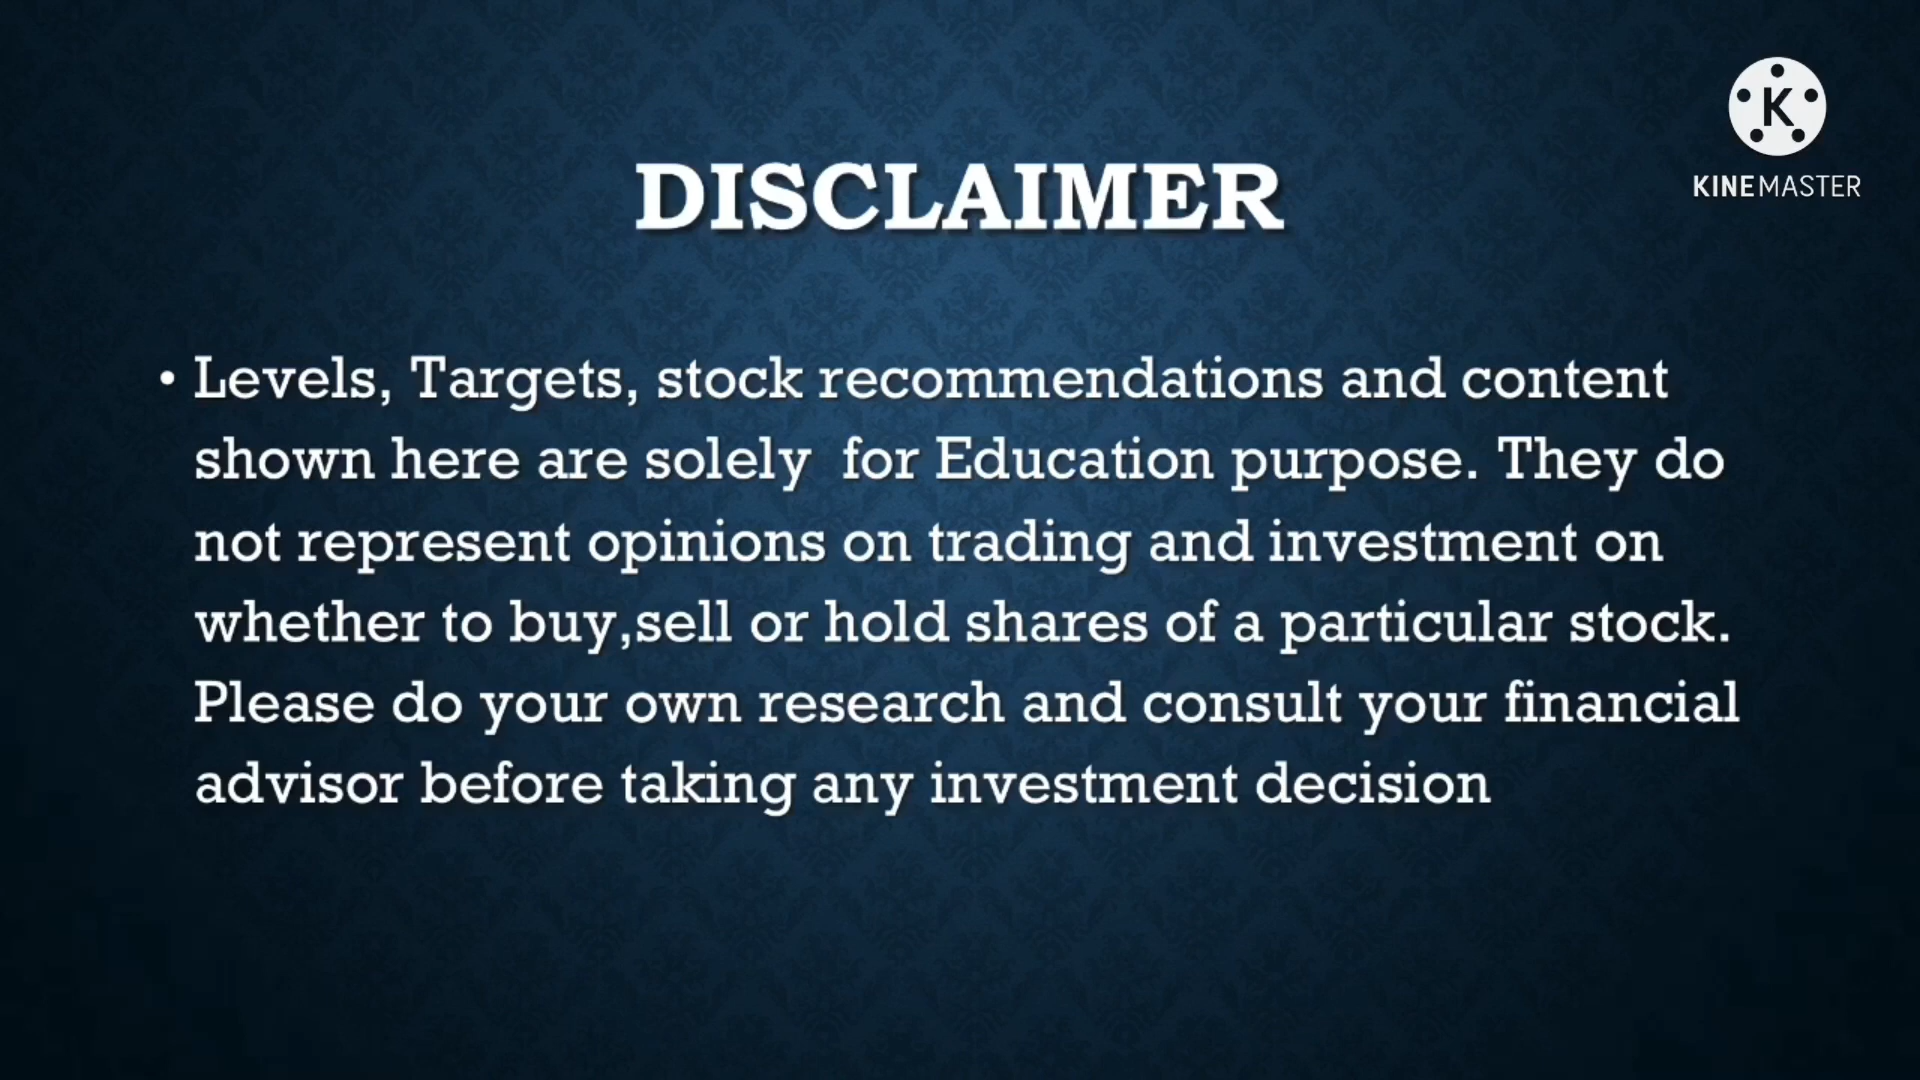 K
KINEMASTER
DISCLAIMER
• Levels, Targets, stock recommendations and content
shown here are solely  for Education purpose. They do
not represent opinions on trading and investment on
whether to buy,sell or hold shares of a particular stock.
Please do your own research and consult your financial
advisor before taking any investment decision